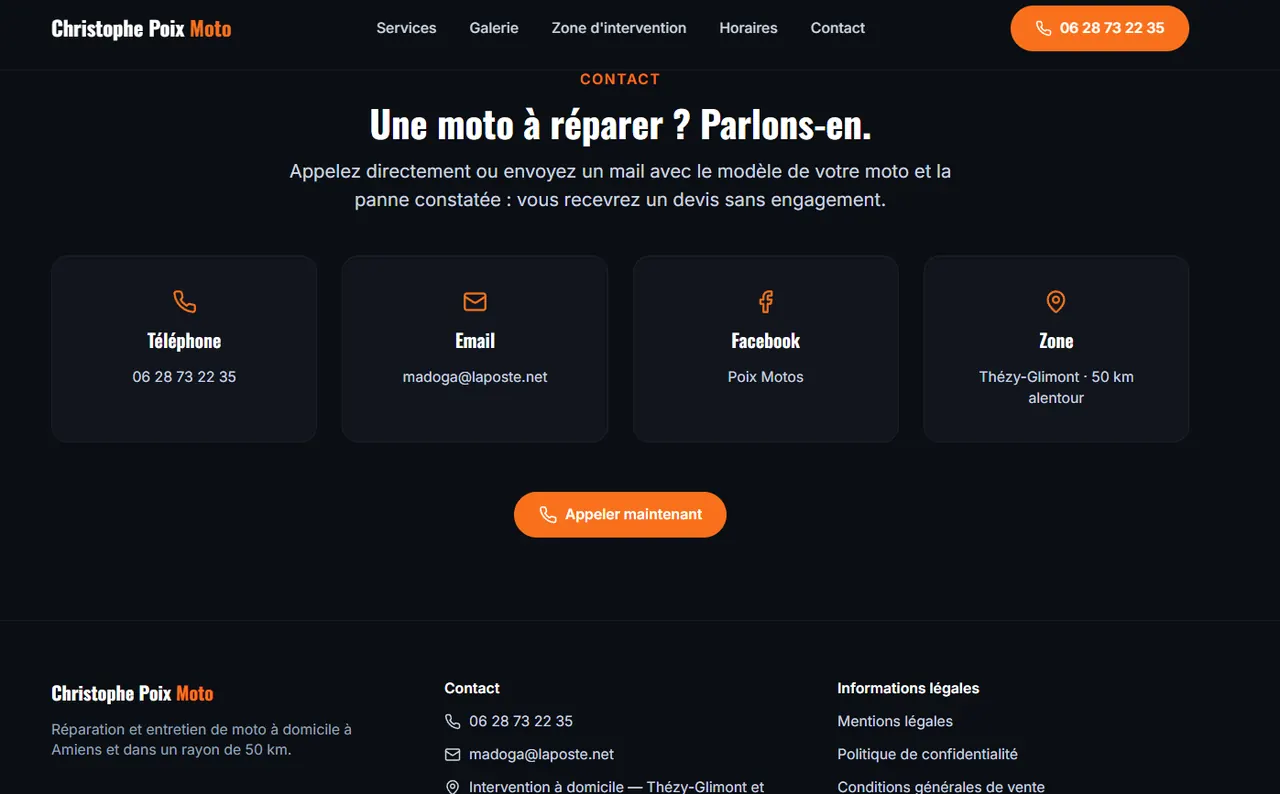 Christophe Poix Moto
Services
Galerie
Zone d'intervention
Horaires
Contact
06 28 73 22 35
CONTACT
Une moto à réparer ? Parlons-en.
Appelez directement ou envoyez un mail avec le modèle de votre moto et la
panne constatée : vous recevrez un devis sans engagement.
Téléphone
06 28 73 22 35
Email
madoga@laposte.net
Facebook
Poix Motos
Zone
Thézy-Glimont · 50 km
alentour
Appeler maintenant
Christophe Poix Moto
Réparation et entretien de moto à domicile à
Amiens et dans un rayon de 50 km.
Contact
06 28 73 22 35
madoga@laposte.net
Intervention à domicile — Thézy-Glimont et
Informations légales
Mentions légales
Politique de confidentialité
Conditions générales de vente